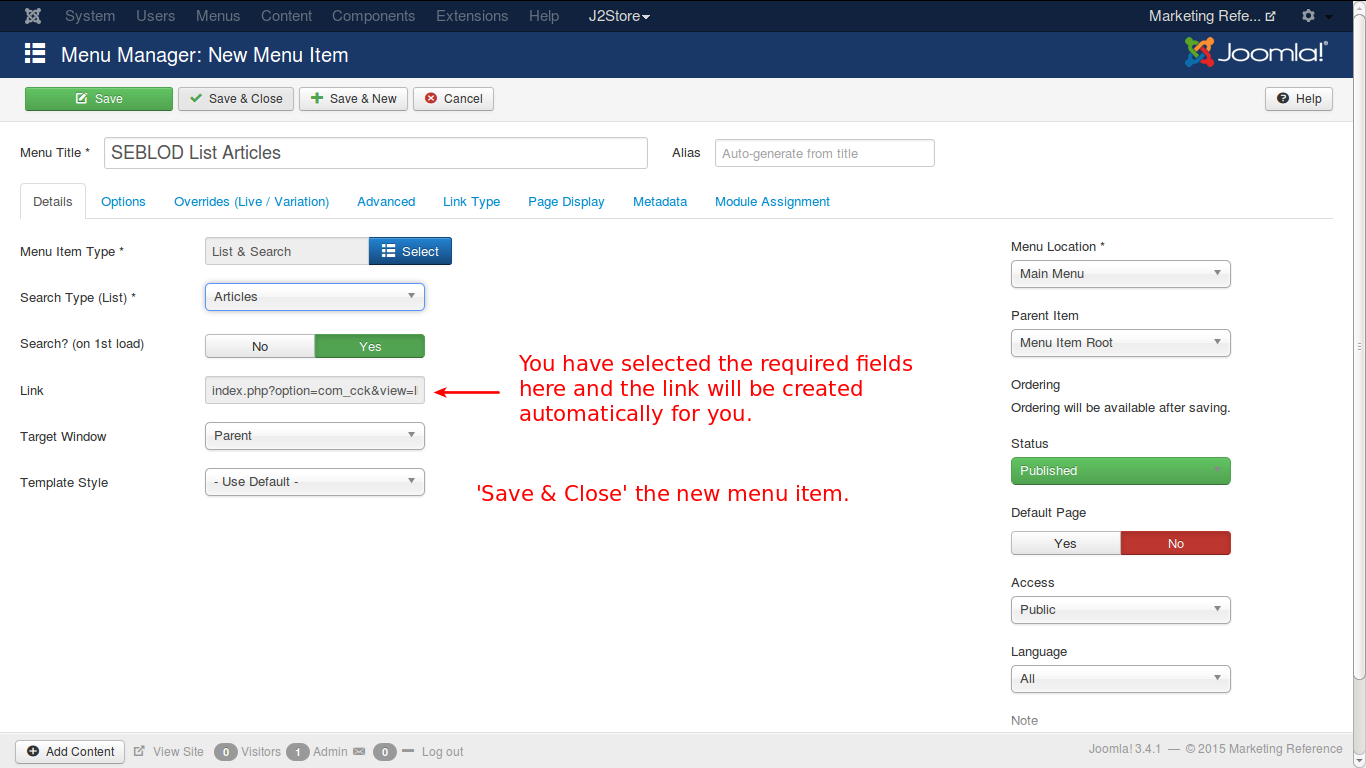 System Users Menus Content Components Extensions Help J2Store Marketing Refe...
Menu Manager: New Menu Item
Joomla!®
Save Save & Close Save & New Cancel Help
Menu Title * SEBLOD List Articles Alias Auto-generate from title
Details Options Overrides (Live / Variation) Advanced Link Type Page Display Metadata Module Assignment
Menu Item Type * List & Search Select
Search Type (List) * Articles
Search? (on 1st load) No Yes
Link index.php?option=com_cck&view=l
Target Window Parent
Template Style - Use Default -
You have selected the required fields
here and the link will be created
automatically for you.
'Save & Close' the new menu item.
Menu Location *
Main Menu
Parent Item
Menu Item Root
Ordering
Ordering will be available after saving.
Status
Published
Default Page
Yes No
Access
Public
Language
All
Note
Add Content View Site 0 Visitors 1 Admin 0 Log out
Joomla! 3.4.1 — © 2015 Marketing Reference